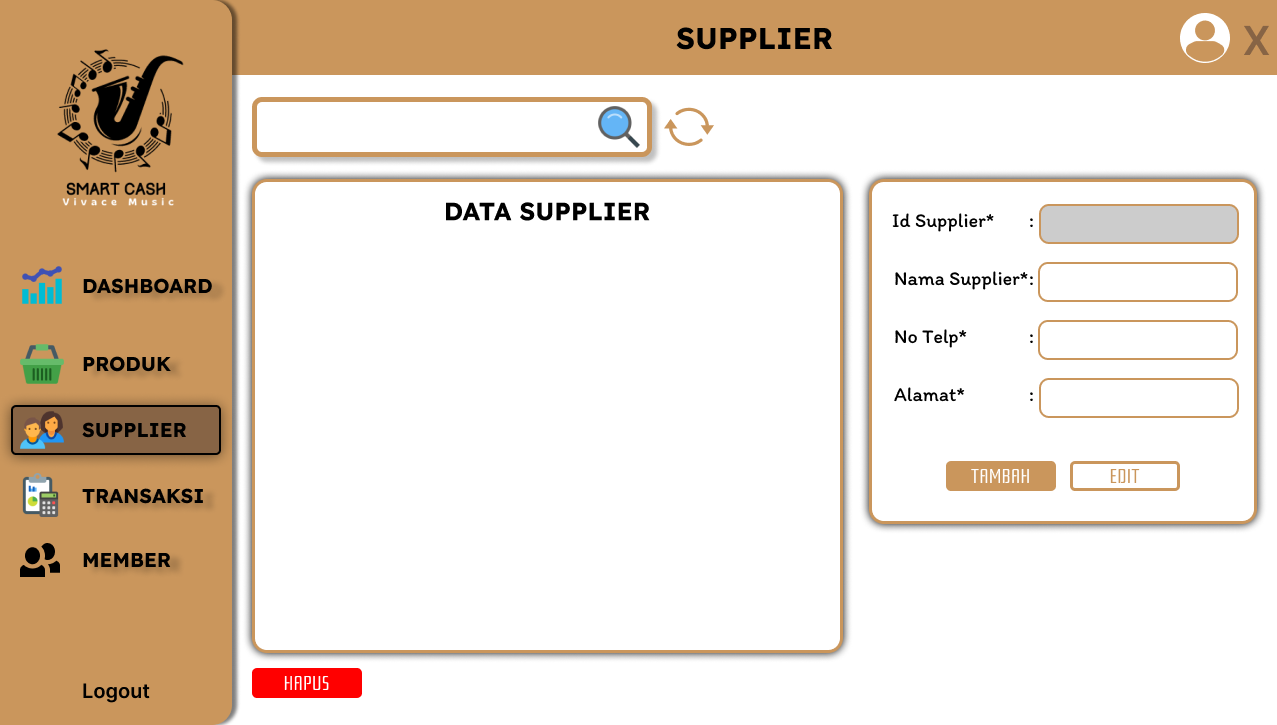 SMART CASH
Vivace Music
DASHBOARD
PRODUK
SUPPLIER
TRANSAKSI
MEMBER
Logout
SUPPLIER
X
DATA SUPPLIER
HAPUS
Id Supplier* :
Nama Supplier*:
No Telp* :
Alamat* :
TAMBAH EDIT